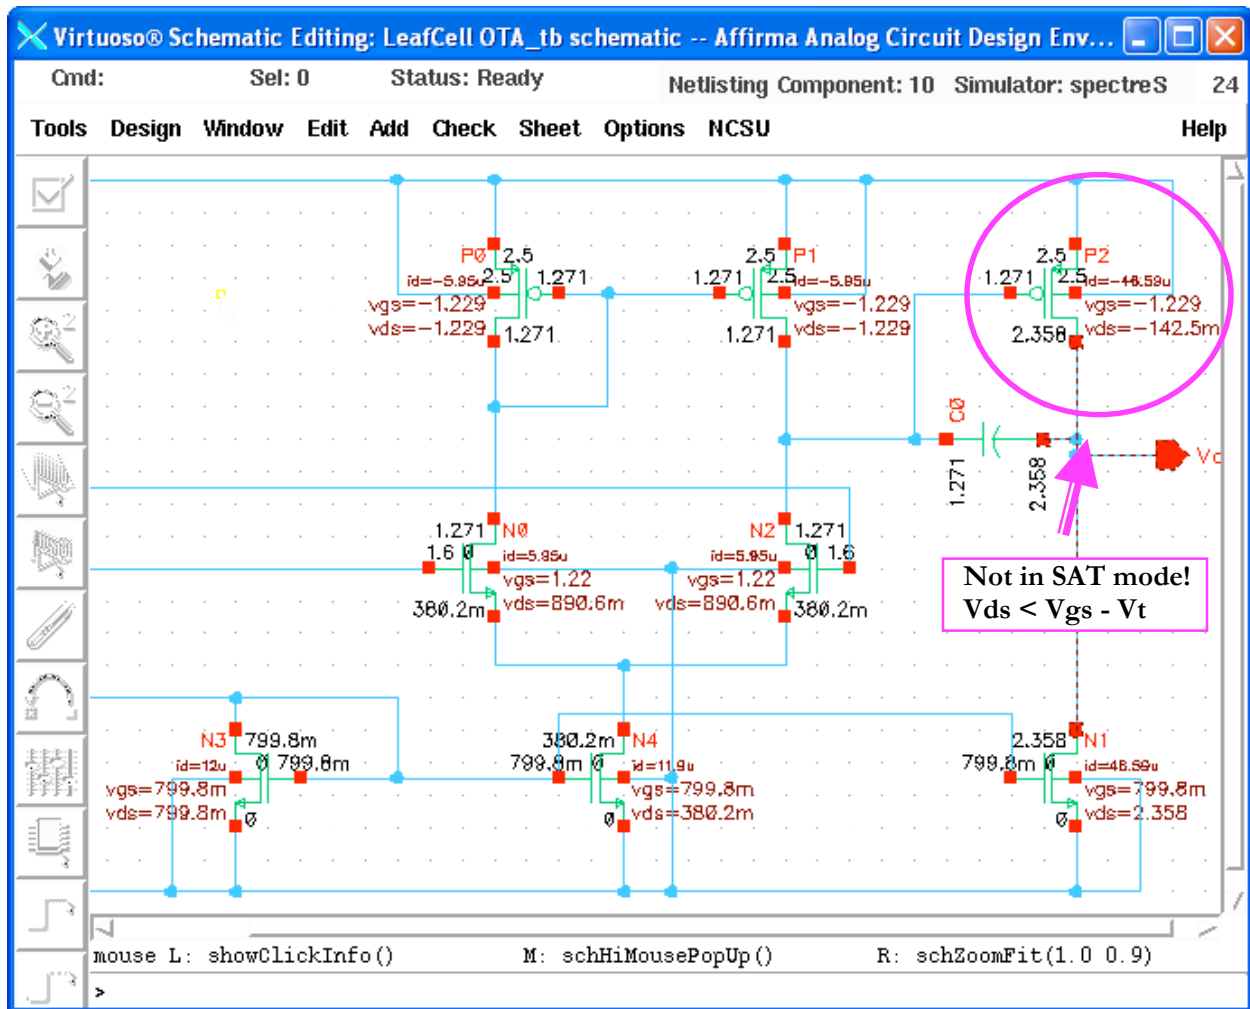 Virtuoso® Schematic Editing: LeafCell OTA_tb schematic -- Affirma Analog Circuit Design Env...
Cmd: Sel: 0 Status: Ready Netlisting Component: 10 Simulator: spectreS 24
Tools Design Window Edit Add Check Sheet Options NCSU Help
P0 2.5
id=-5.95u 2.5 1.271
vgs=-1.229
vds=-1.229
1.271
2.5 P1
1.271 2.5 id=-5.95u
vgs=-1.229
vds=-1.229
1.271
2.5 P2
1.271 2.5 id=-46.59u
vgs=-1.229
vds=-142.5m
2.358
C0
1.271
2.358
1.271 N0
1.6 0 id=5.95u
vgs=1.22
vds=890.6m
380.2m
N2 1.271
id=5.95u 0 1.6
vgs=1.22
vds=890.6m
380.2m
Not in SAT mode!
Vds < Vgs - Vt
N3 799.8m
id=12u 0 799.8m
vgs=799.8m
vds=799.8m
0
380.2m N4
799.8m 0 id=11.9u
vgs=799.8m
vds=380.2m
0
2.358 N1
799.8m 0 id=46.59u
vgs=799.8m
vds=2.358
0
mouse L: showClickInfo() M: schHiMousePopUp() R: schZoomFit(1.0 0.9)
>